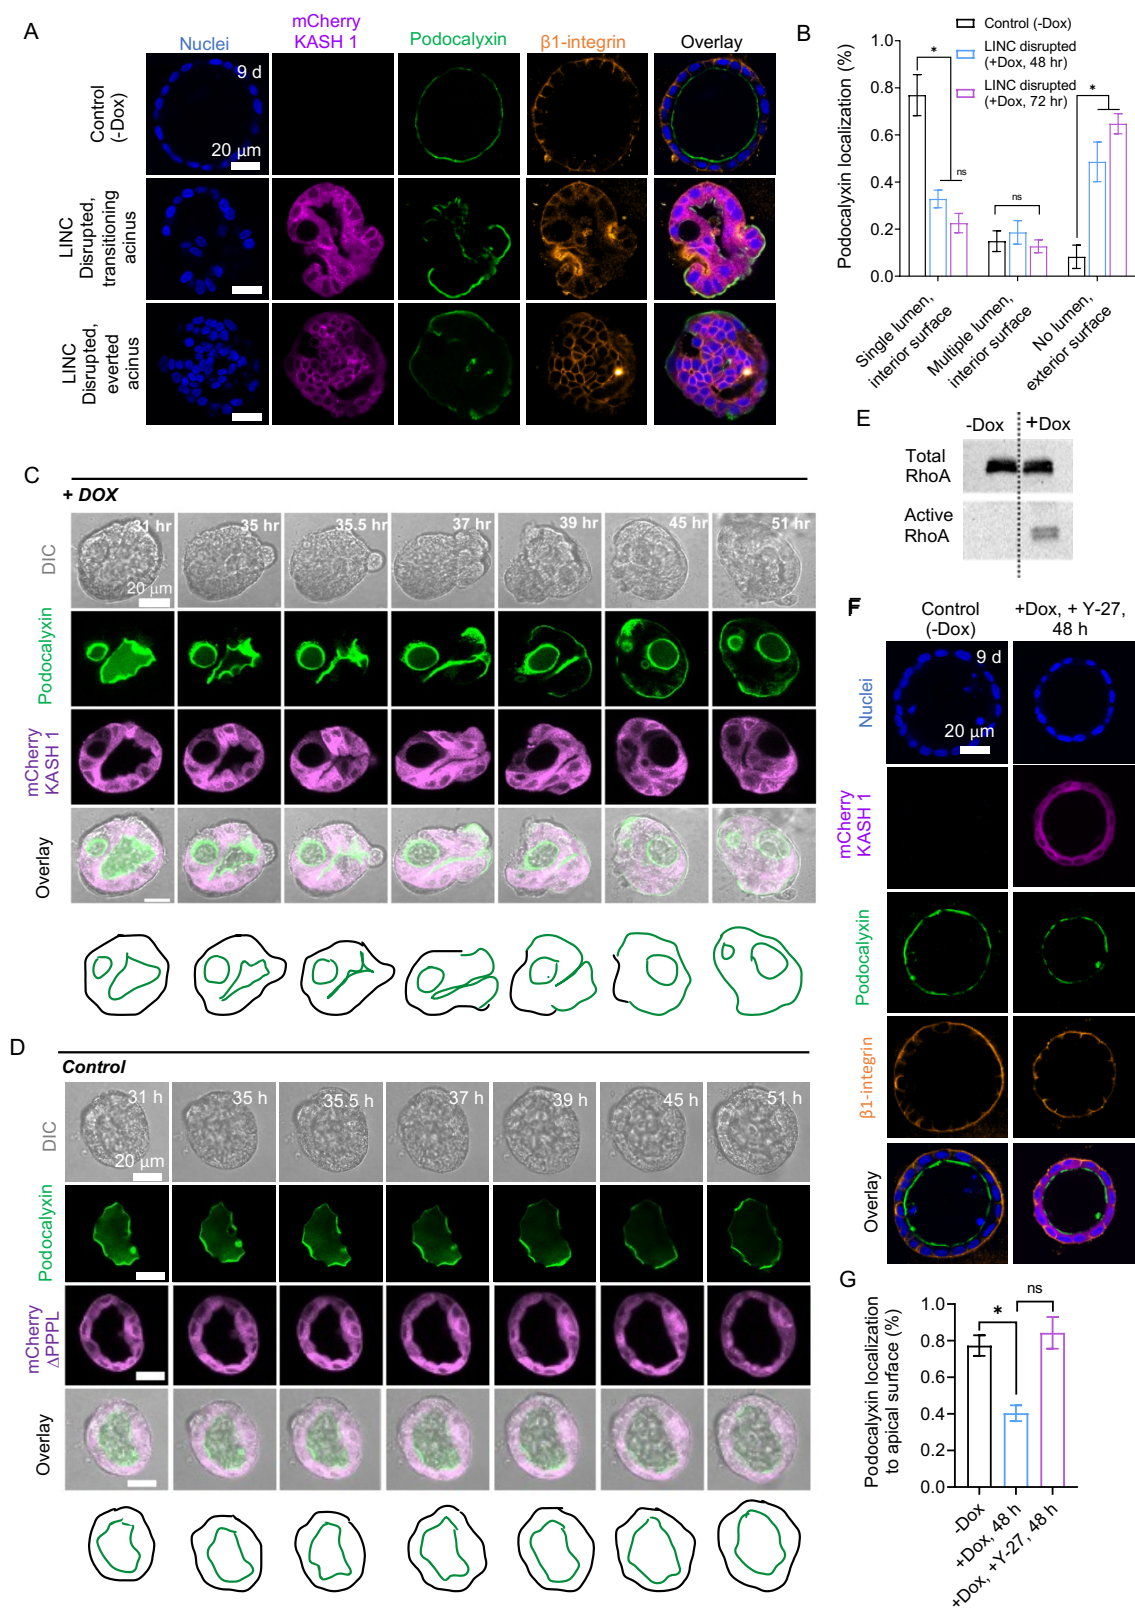 A
Nuclei
mCherry
KASH 1
Podocalyxin
β1-integrin
Overlay
Control
(-Dox)
9 d
20 μm
LINC
Disrupted,
transitioning
acinus
LINC
Disrupted,
everted
acinus
B
Podocalyxin localization (%)
1.0
0.8
0.6
0.4
0.2
0.0
Control (-Dox)
LINC disrupted
(+Dox, 48 hr)
LINC disrupted
(+Dox, 72 hr)
*
ns
ns
*
Single lumen,
interior surface
Multiple lumen,
interior surface
No lumen,
exterior surface
E
-Dox
+Dox
Total
RhoA
Active
RhoA
C
+ DOX
31 hr
35 hr
35.5 hr
37 hr
39 hr
45 hr
51 hr
20 μm
DIC
Podocalyxin
mCherry
KASH 1
Overlay
D
Control
31 h
35 h
35.5 h
37 h
39 h
45 h
51 h
20 μm
DIC
Podocalyxin
mCherry
ΔPPPL
Overlay
F
Control
(-Dox)
+Dox, + Y-27,
48 h
9 d
20 μm
Nuclei
mCherry
KASH 1
Podocalyxin
β1-integrin
Overlay
G
Podocalyxin localization
to apical surface (%)
1.0
0.8
0.6
0.4
0.2
0.0
*
ns
-Dox
+Dox, 48 h
+Dox, +Y-27, 48 h